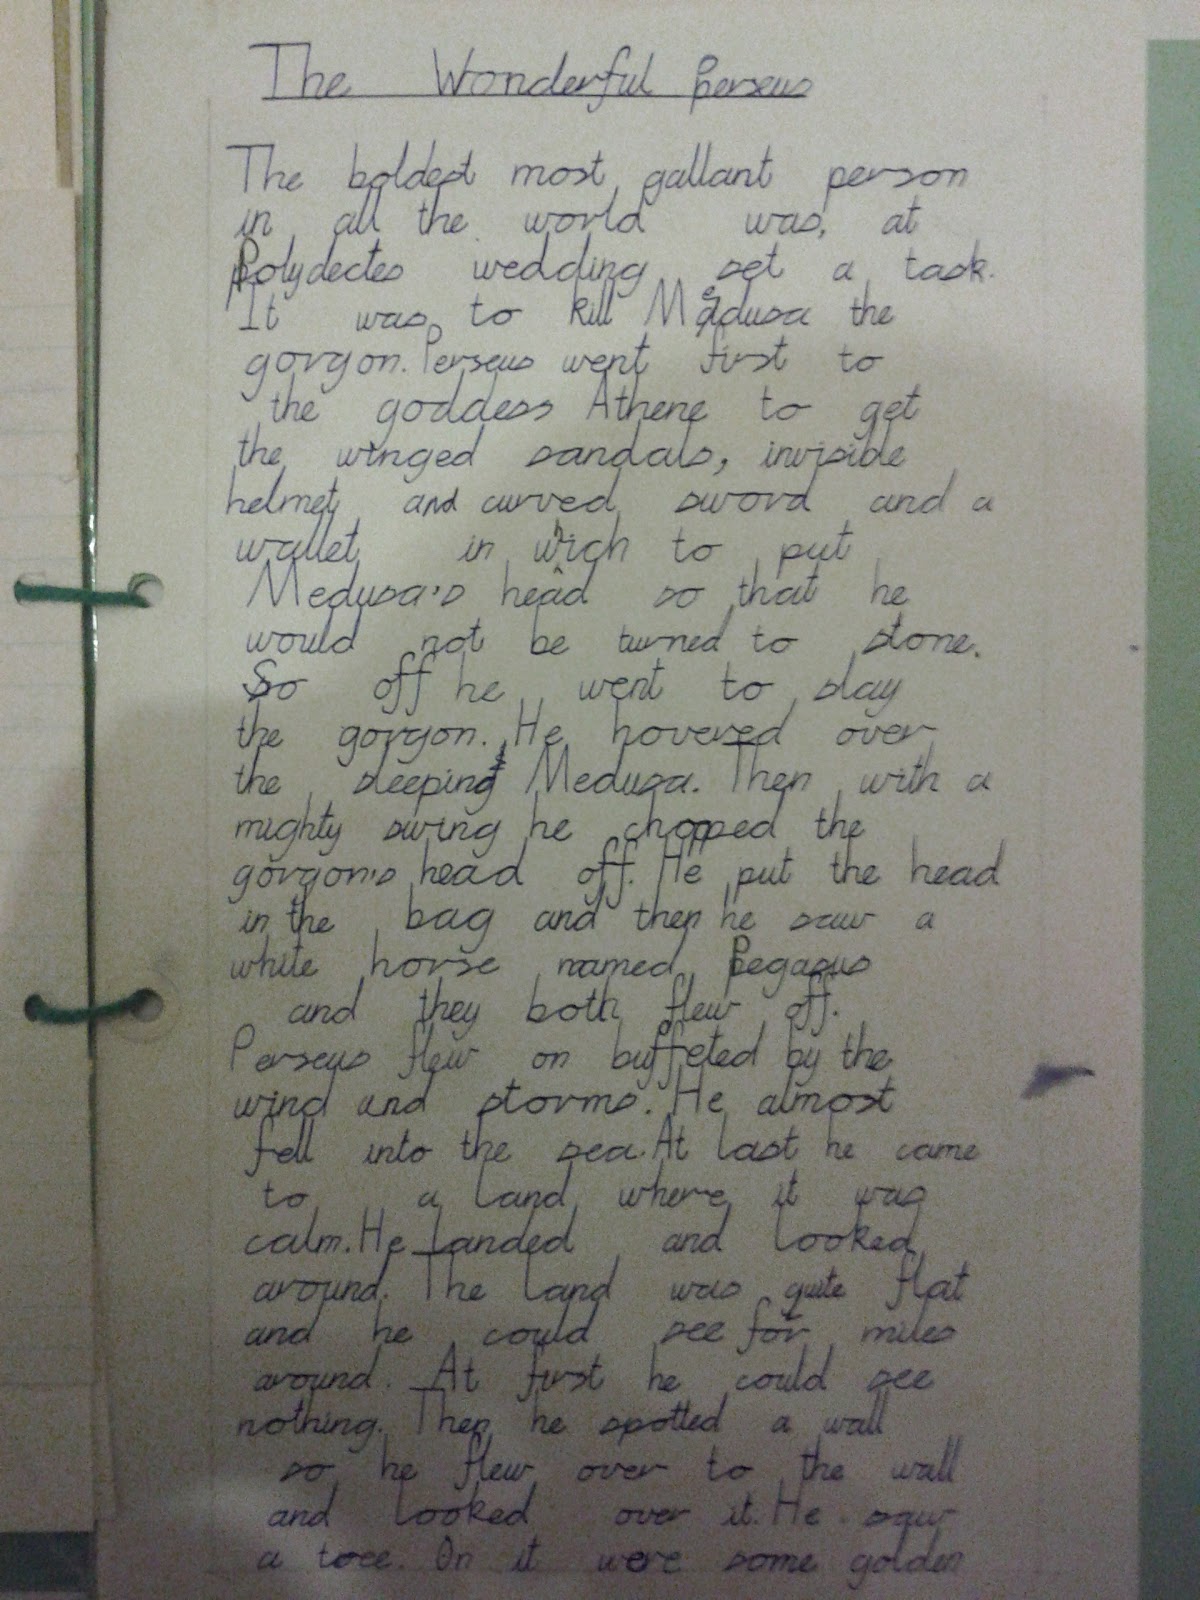 The Wonderful Perseus
The boldest most gallant person
in all the world was, at
Polydectes wedding set a task.
It was to kill Medusa the
gorgon. Perseus went first to
the goddess Athene to get
the winged sandals, invisible
helmet and curved sword and a
wallet in which to put
Medusa's head so that he
would not be turned to stone.
So off he went to slay
the gorgon. He hovered over
the sleeping Medusa. Then with a
mighty swing he chopped the
gorgon's head off. He put the head
in the bag and then he saw a
white horse named Pegasus
and they both flew off.
Perseus flew on buffeted by the
wind and storms. He almost
fell into the sea. At last he came
to a land where it was
calm. He landed and looked
around. The land was quite flat
and he could see for miles
around. At first he could see
nothing. Then he spotted a wall
so he flew over to the wall
and looked over it. He saw
a tree. On it were some golden